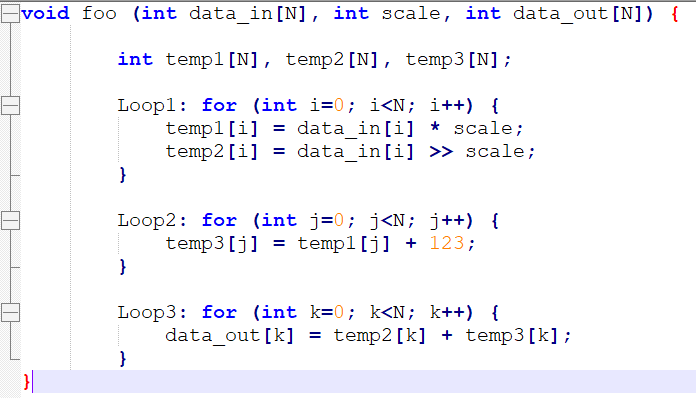 void foo (int data_in[N], int scale, int data_out[N]) {
int temp1[N], temp2[N], temp3[N];
Loop1: for (int i=0; i<N; i++) {
temp1[i] = data_in[i] * scale;
temp2[i] = data_in[i] >> scale;
}
Loop2: for (int j=0; j<N; j++) {
temp3[j] = temp1[j] + 123;
}
Loop3: for (int k=0; k<N; k++) {
data_out[k] = temp2[k] + temp3[k];
}
}